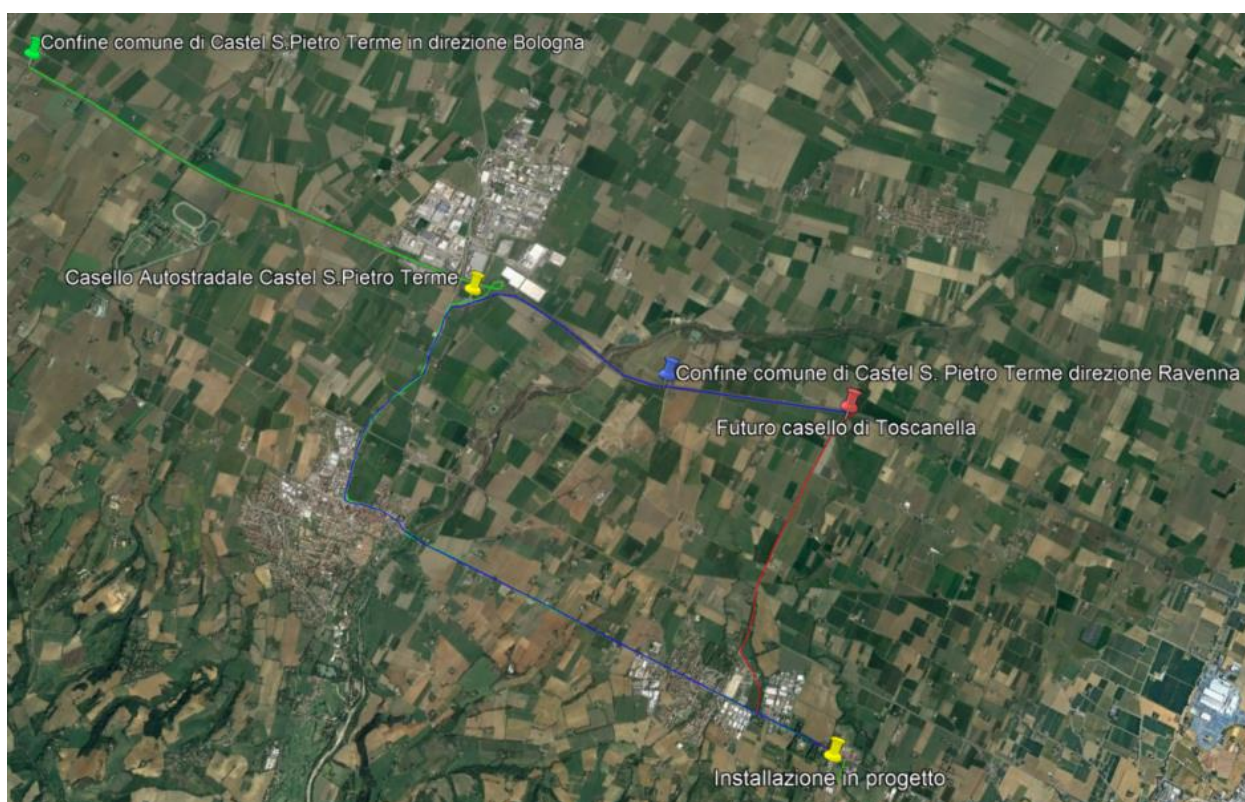 Confine comune di Castel S.Pietro Terme in direzione Bologna
Casello Autostradale Castel S.Pietro Terme
Confine comune di Castel S. Pietro Terme direzione Ravenna
Futuro casello di Toscanella
Installazione in progetto